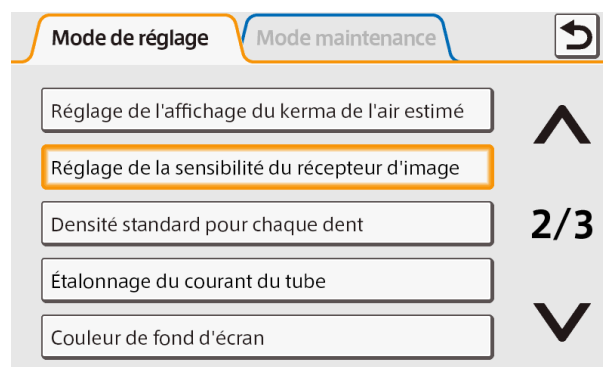 Mode de réglage
Mode maintenance
Réglage de l'affichage du kerma de l'air estimé
Réglage de la sensibilité du récepteur d'image
Densité standard pour chaque dent
2/3
Étalonnage du courant du tube
Couleur de fond d'écran